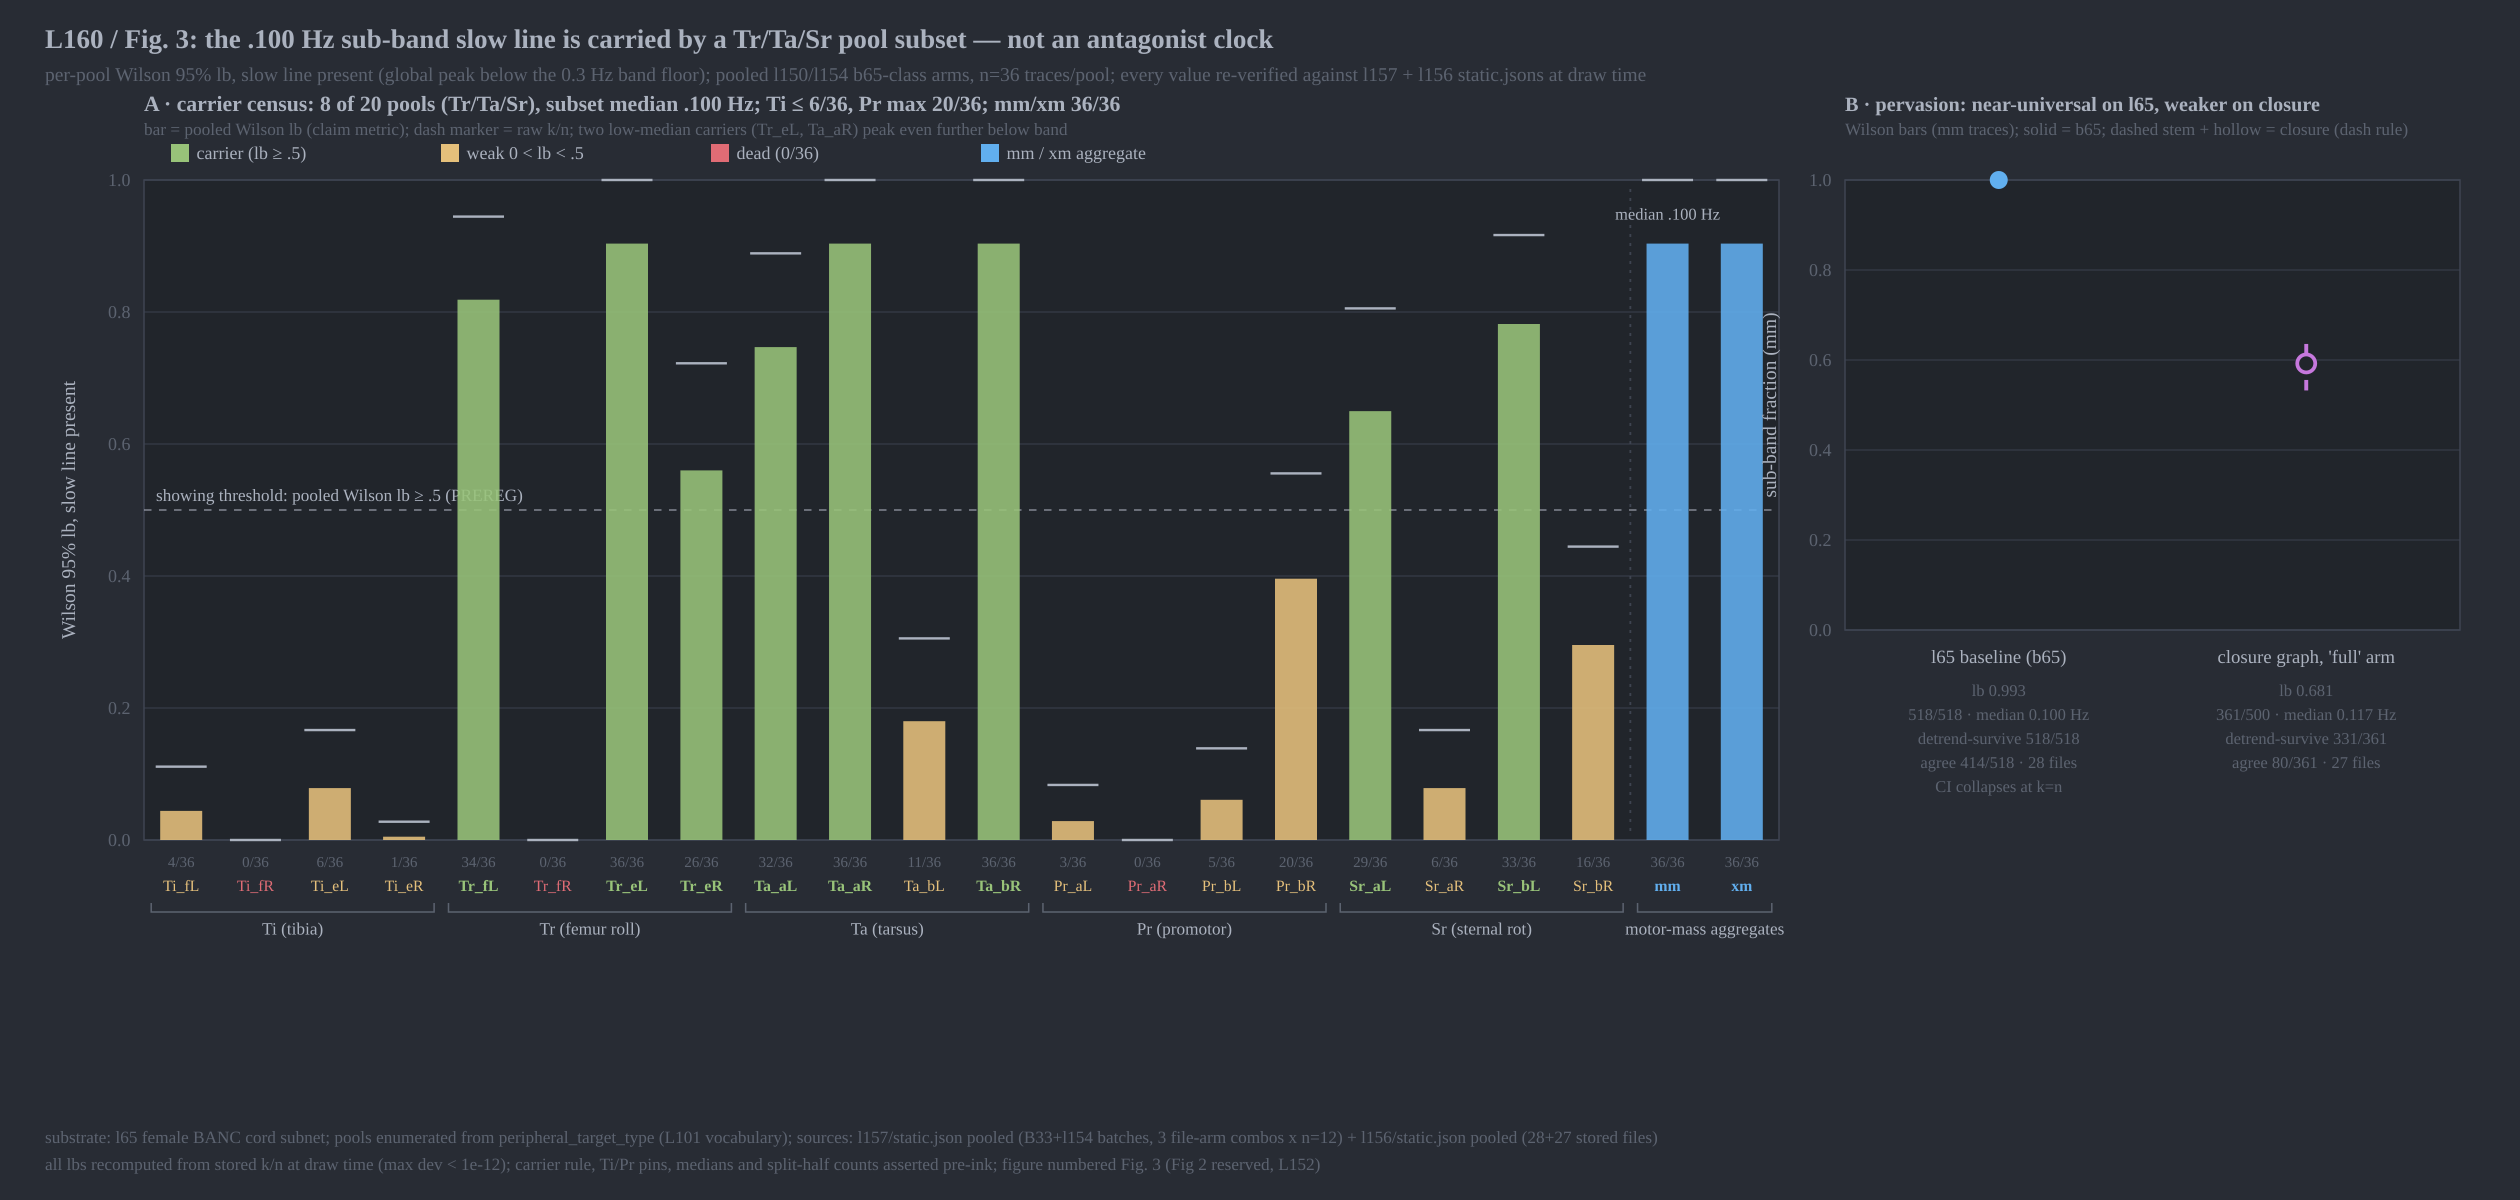 L160 / Fig. 3: the .100 Hz sub-band slow line is carried by a Tr/Ta/Sr pool subset — not an antagonist clock
per-pool Wilson 95% lb, slow line present (global peak below the 0.3 Hz band floor); pooled l150/l154 b65-class arms, n=36 traces/pool; every value re-verified against l157 + l156 static.jsons at draw time
A · carrier census: 8 of 20 pools (Tr/Ta/Sr), subset median .100 Hz; Ti ≤ 6/36, Pr max 20/36; mm/xm 36/36
bar = pooled Wilson lb (claim metric); dash marker = raw k/n; two low-median carriers (Tr_eL, Ta_aR) peak even further below band
carrier (lb ≥ .5) weak 0 < lb < .5 dead (0/36) mm / xm aggregate
1.0
0.8
0.6
0.4
0.2
0.0
Wilson 95% lb, slow line present
median .100 Hz
showing threshold: pooled Wilson lb ≥ .5 (PREREG)
4/36 0/36 6/36 1/36 34/36 0/36 36/36 26/36 32/36 36/36 11/36 36/36 3/36 0/36 5/36 20/36 29/36 6/36 33/36 16/36 36/36 36/36
Ti_fL Ti_fR Ti_eL Ti_eR Tr_fL Tr_fR Tr_eL Tr_eR Ta_aL Ta_aR Ta_bL Ta_bR Pr_aL Pr_aR Pr_bL Pr_bR Sr_aL Sr_aR Sr_bL Sr_bR mm xm
Ti (tibia) Tr (femur roll) Ta (tarsus) Pr (promotor) Sr (sternal rot) motor-mass aggregates
B · pervasion: near-universal on l65, weaker on closure
Wilson bars (mm traces); solid = b65; dashed stem + hollow = closure (dash rule)
1.0
0.8
0.6
0.4
0.2
0.0
sub-band fraction (mm)
l65 baseline (b65)
lb 0.993
518/518 · median 0.100 Hz
detrend-survive 518/518
agree 414/518 · 28 files
CI collapses at k=n
closure graph, 'full' arm
lb 0.681
361/500 · median 0.117 Hz
detrend-survive 331/361
agree 80/361 · 27 files
substrate: l65 female BANC cord subnet; pools enumerated from peripheral_target_type (L101 vocabulary); sources: l157/static.json pooled (B33+l154 batches, 3 file-arm combos x n=12) + l156/static.json pooled (28+27 stored files)
all lbs recomputed from stored k/n at draw time (max dev < 1e-12); carrier rule, Ti/Pr pins, medians and split-half counts asserted pre-ink; figure numbered Fig. 3 (Fig 2 reserved, L152)